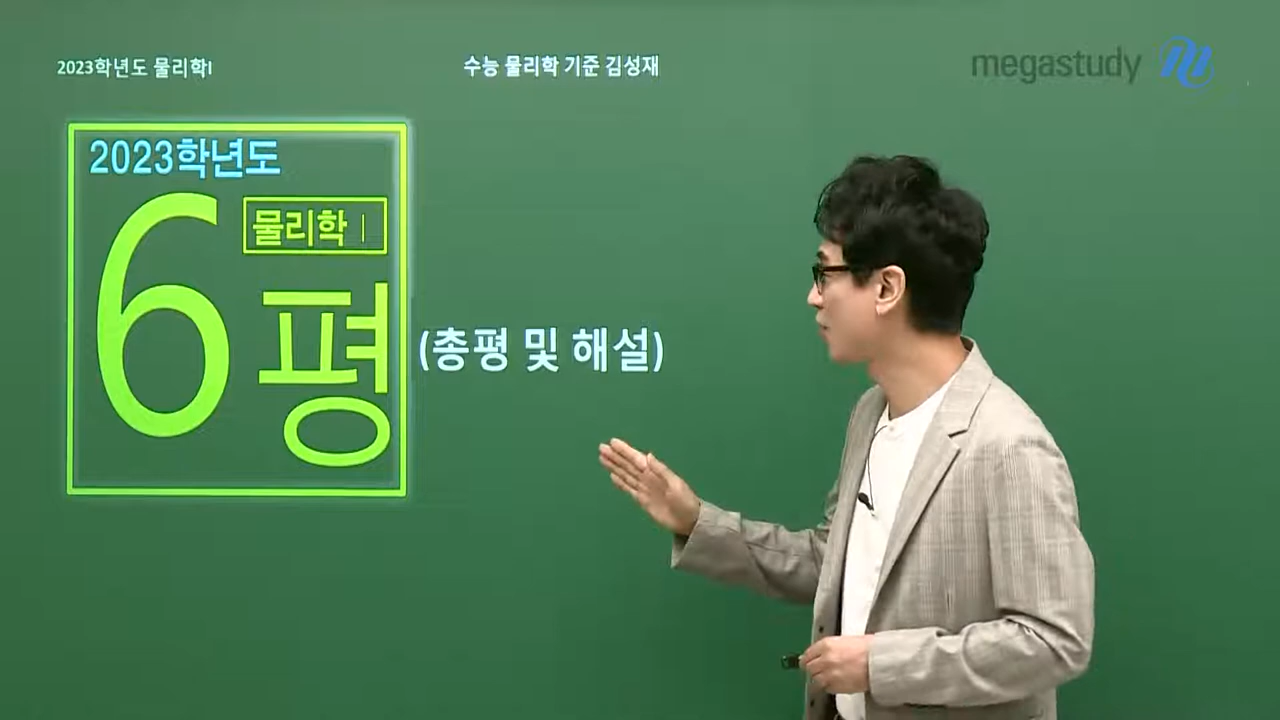 2023학년도 물리학I
수능 물리학 기준 김성재
megastudy
2023학년도
6평
물리학 I
(총평 및 해설)